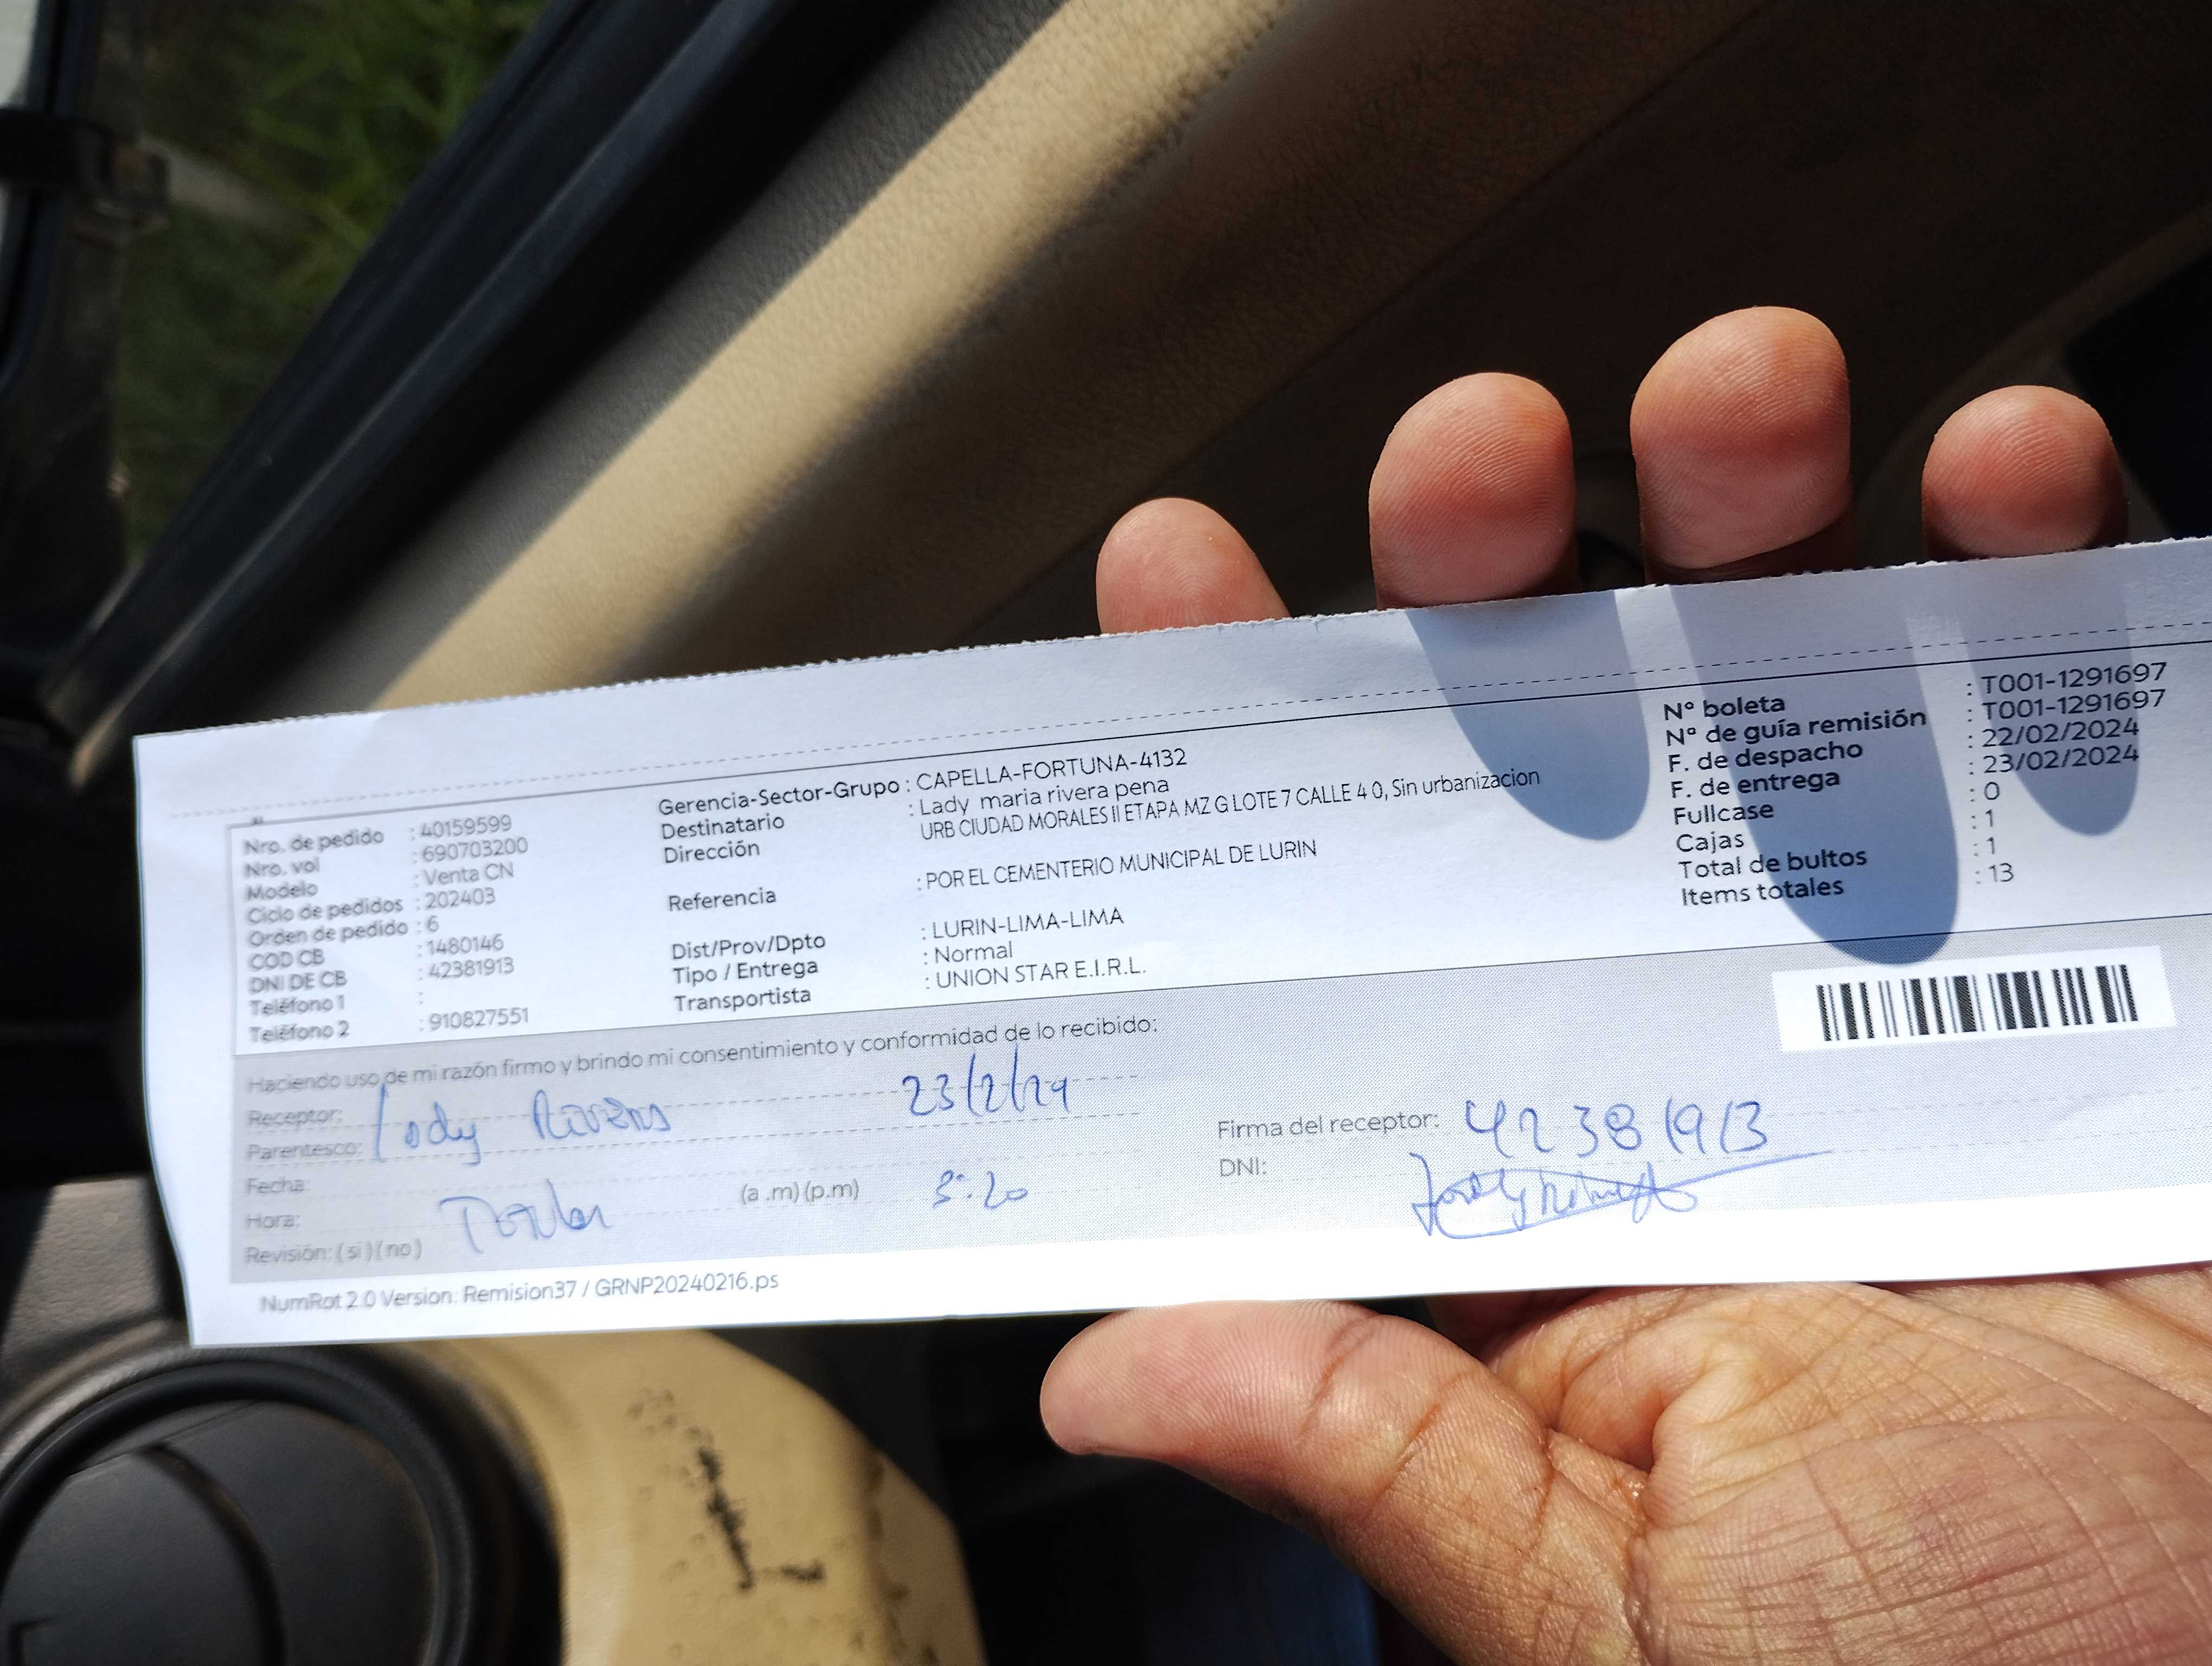 Nro. de pedido : 40159599
Nro. vol : 690703200
Modelo : Venta CN
Ciclo de pedidos : 202403
Orden de pedido : 6
COD CB : 1480146
DNI DE CB : 42381913
Teléfono 1 :
Teléfono 2 : 910827551
Gerencia-Sector-Grupo : CAPELLA-FORTUNA-4132
Destinatario : Lady maria rivera pena
Dirección URB CIUDAD MORALES II ETAPA MZ G LOTE 7 CALLE 4 0, Sin urbanizacion
Referencia : POR EL CEMENTERIO MUNICIPAL DE LURIN
Dist/Prov/Dpto : LURIN-LIMA-LIMA
Tipo / Entrega : Normal
Transportista : UNION STAR E.I.R.L.
Nº boleta : T001-1291697
Nº de guía remisión : T001-1291697
F. de despacho : 22/02/2024
F. de entrega : 23/02/2024
Fullcase : 0
Cajas : 1
Total de bultos : 1
Items totales : 13
Haciendo uso de mi razón firmo y brindo mi consentimiento y conformidad de lo recibido:
Receptor: Lady 23/2/24
Parentesco:
Fecha:
Hora: (a .m) (p.m) 3:20
Revisión: ( si ) ( no )
Firma del receptor: 42381913
DNI:
NumRot 2.0 Version: Remision37 / GRNP20240216.ps